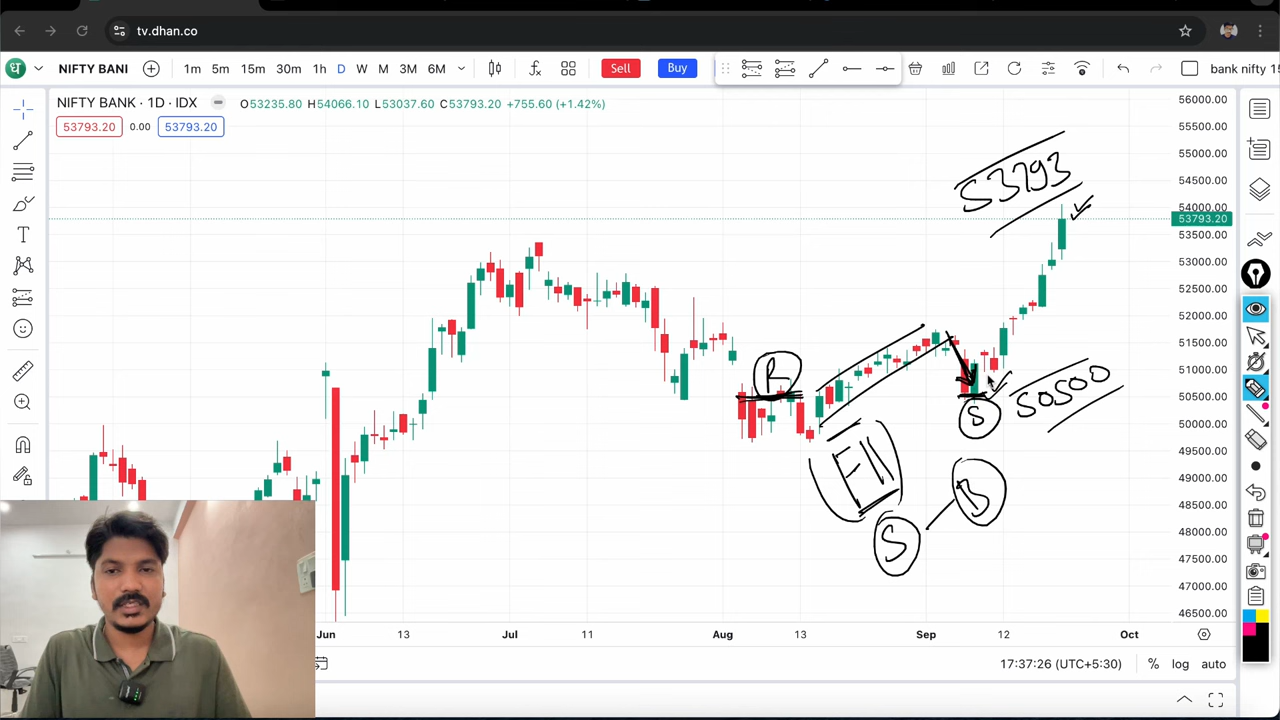 tv.dhan.co
ध NIFTY BANI 1m 5m 15m 30m 1h D W M 3M 6M Sell Buy bank nifty 15
NIFTY BANK · 1D · IDX O53235.80 H54066.10 L53037.60 C53793.20 +755.60 (+1.42%)
53793.20 0.00 53793.20
56000.00
55500.00
55000.00
54500.00
54000.00
53793.20
53500.00
53000.00
52500.00
52000.00
51500.00
51000.00
50500.00
50000.00
49500.00
49000.00
48500.00
48000.00
47500.00
47000.00
46500.00
53793
R
S
50500
FII
S
B
Jun 13 Jul 11 Aug 13 Sep 12 Oct
17:37:26 (UTC+5:30) % log auto